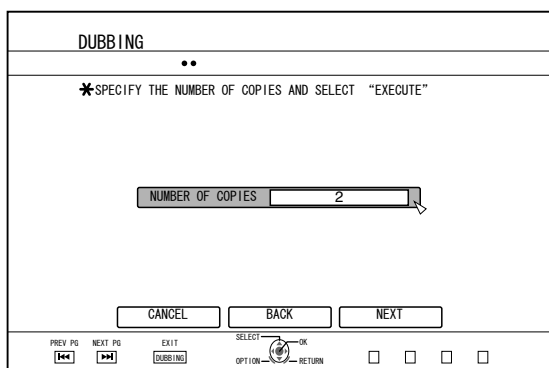 DUBBING
••
✱SPECIFY THE NUMBER OF COPIES AND SELECT “EXECUTE”
NUMBER OF COPIES 2
CANCEL BACK NEXT
PREV PG NEXT PG EXIT SELECT OK
DUBBING OPTION RETURN